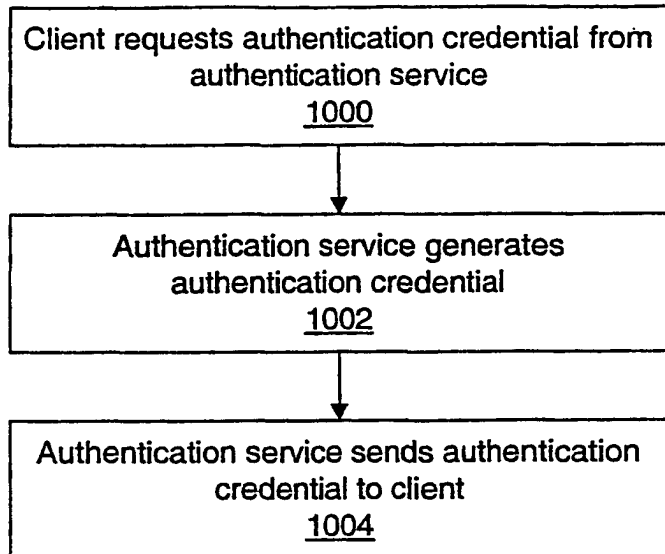 Client requests authentication credential from
authentication service
1000
Authentication service generates
authentication credential
1002
Authentication service sends authentication
credential to client
1004